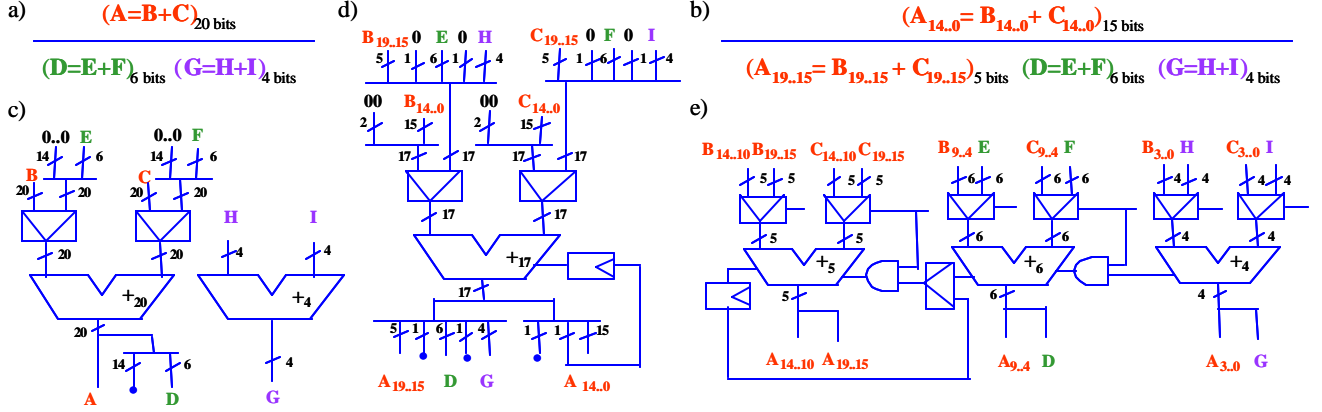 a)
(A=B+C)20 bits
(D=E+F)6 bits (G=H+I)4 bits
b)
(A14..0= B14..0+ C14..0)15 bits
(A19..15= B19..15 + C19..15)5 bits (D=E+F)6 bits (G=H+I)4 bits
c)
0..0 E 0..0 F
14 6 14 6
B 20 C 20
20 20
H I
20 20 4 4
+20 +4
20
14 6 4
A D G
d)
B19..15 0 E 0 H C19..15 0 F 0 I
5 1 6 1 4 5 1 6 1 4
00 B14..0 00 C14..0
2 15 2 15
17 17 17 17
17 17
+17
17
5 1 6 1 4 1 1 15
A19..15 D G A 14..0
e)
B14..10 B19..15 C14..10 C19..15 B9..4 E C9..4 F B3..0 H C3..0 I
5 5 5 5 6 6 6 6 4 4 4 4
5 5 6 6 4 4
+5 +6 +4
5 6 4
A14..10 A19..15 A9..4 D A3..0 G